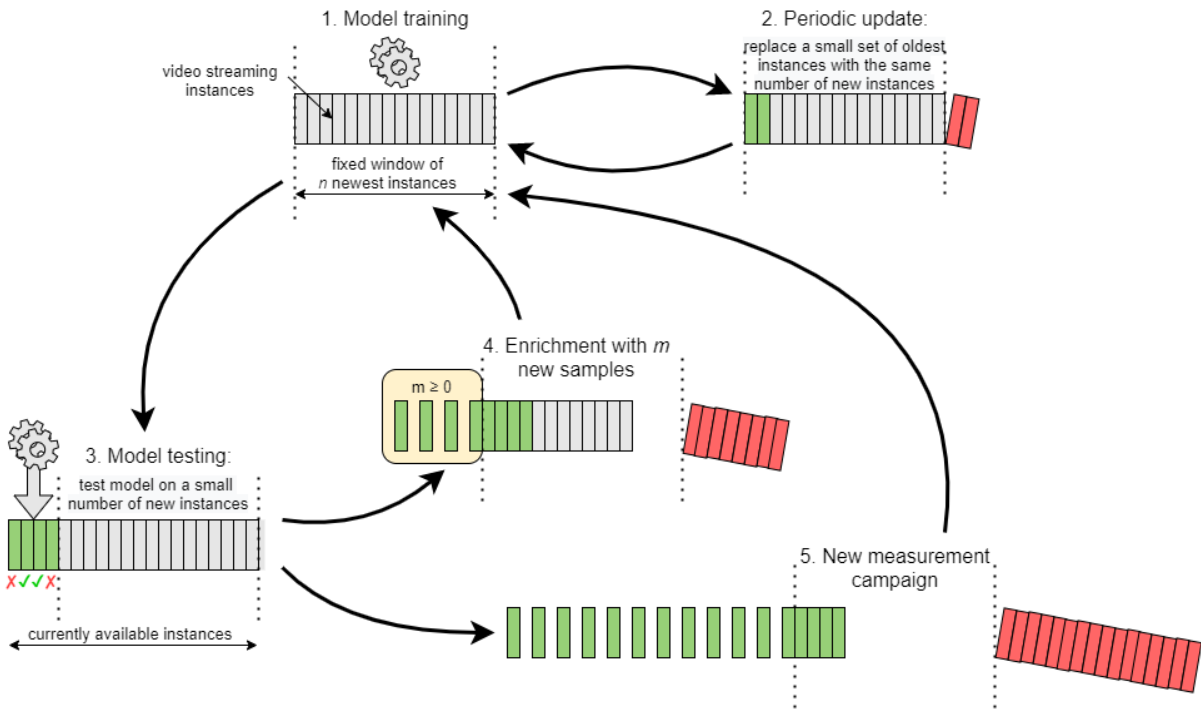 1. Model training
video streaming
instances
fixed window of
n newest instances
2. Periodic update:
replace a small set of oldest
instances with the same
number of new instances
3. Model testing:
test model on a small
number of new instances
✗✓✓✗
currently available instances
4. Enrichment with m
new samples
m ≥ 0
5. New measurement
campaign